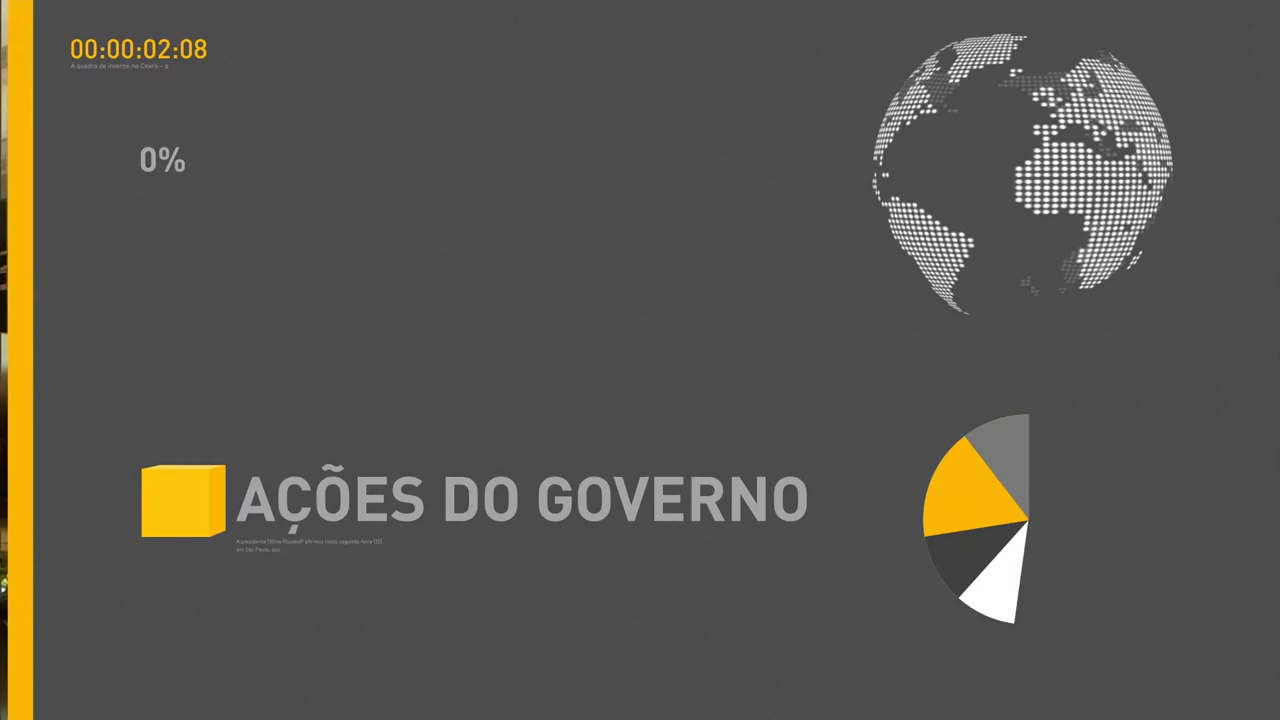 00:00:02:08
A quadra de inverno no Ceará – q
0%
AÇÕES DO GOVERNO
A presidente Dilma Rousseff afirmou nesta segunda-feira (22),
em São Paulo, que